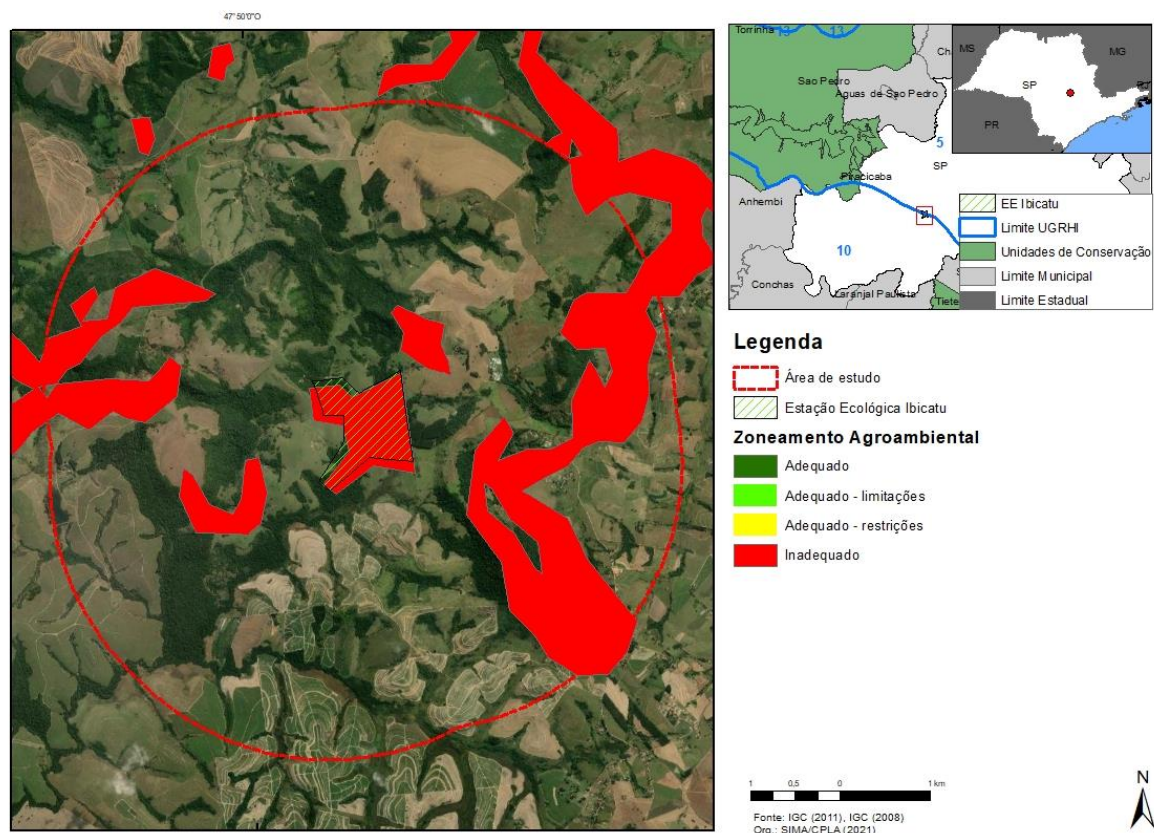 47°50'0"O
Torrinha
13
13
Ch
Sao Pedro
Aguas de Sao Pedro
5
SP
Piracicaba
Anhembi
10
Conchas
Laranjal Paulista
Tiete
MS
MG
SP
PR
EE Ibicatu
Limite UGRHI
Unidades de Conservação
Limite Municipal
Limite Estadual
Legenda
Área de estudo
Estação Ecológica Ibicatu
Zoneamento Agroambiental
Adequado
Adequado - limitações
Adequado - restrições
Inadequado
1 0,5 0 1 km
N
Fonte: IGC (2011), IGC (2008)
Org.: SIMA/CPLA (2021)